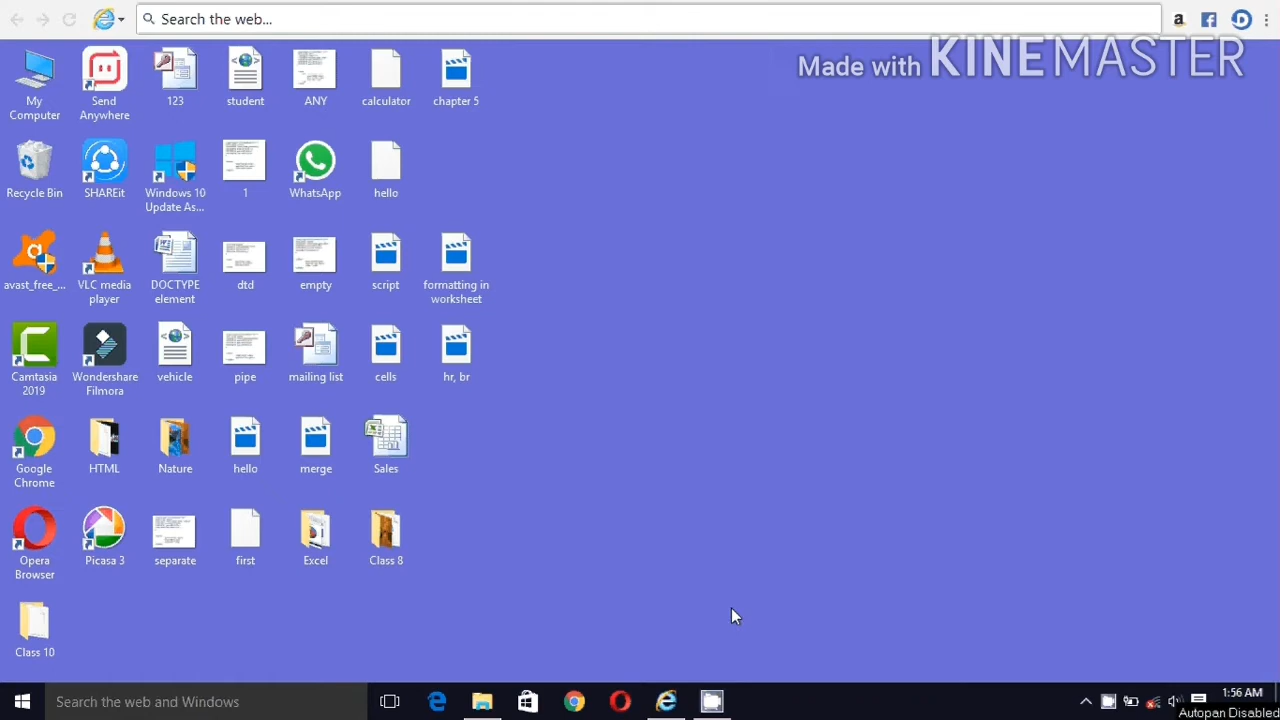 Search the web...
Made with KINEMASTER
My Computer
Send Anywhere
123
student
ANY
calculator
chapter 5
Recycle Bin
SHAREit
Windows 10 Update As...
1
WhatsApp
hello
avast_free_...
VLC media player
DOCTYPE element
dtd
empty
script
formatting in worksheet
Camtasia 2019
Wondershare Filmora
vehicle
pipe
mailing list
cells
hr, br
Google Chrome
HTML
Nature
hello
merge
Sales
Opera Browser
Picasa 3
separate
first
Excel
Class 8
Class 10
Search the web and Windows
1:56 AM
Autopan Disabled